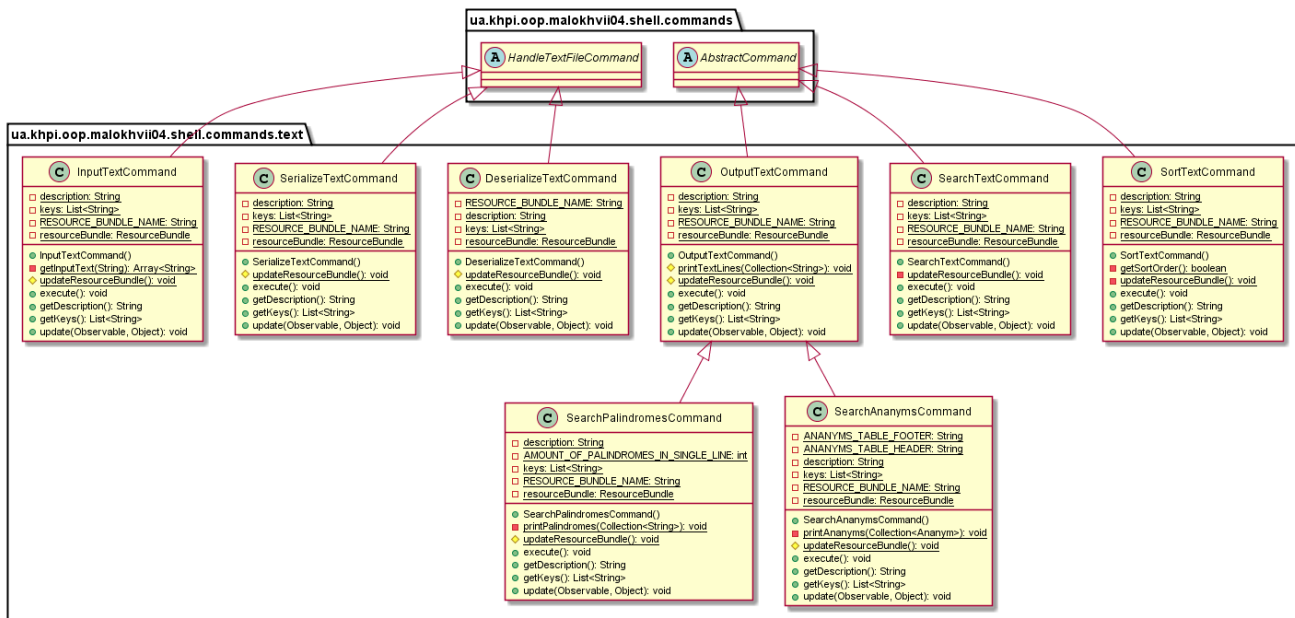 ua.khpi.oop.malokhvii04.shell.commands
A HandleTextFileCommand
A AbstractCommand
ua.khpi.oop.malokhvii04.shell.commands.text
C InputTextCommand
description: String
keys: List<String>
RESOURCE_BUNDLE_NAME: String
resourceBundle: ResourceBundle
InputTextCommand()
getInputText(String): Array<String>
updateResourceBundle(): void
execute(): void
getDescription(): String
getKeys(): List<String>
update(Observable, Object): void
C SerializeTextCommand
description: String
keys: List<String>
RESOURCE_BUNDLE_NAME: String
resourceBundle: ResourceBundle
SerializeTextCommand()
updateResourceBundle(): void
execute(): void
getDescription(): String
getKeys(): List<String>
update(Observable, Object): void
C DeserializeTextCommand
RESOURCE_BUNDLE_NAME: String
description: String
keys: List<String>
resourceBundle: ResourceBundle
DeserializeTextCommand()
updateResourceBundle(): void
execute(): void
getDescription(): String
getKeys(): List<String>
update(Observable, Object): void
C OutputTextCommand
description: String
keys: List<String>
RESOURCE_BUNDLE_NAME: String
resourceBundle: ResourceBundle
OutputTextCommand()
printTextLines(Collection<String>): void
updateResourceBundle(): void
execute(): void
getDescription(): String
getKeys(): List<String>
update(Observable, Object): void
C SearchTextCommand
description: String
keys: List<String>
RESOURCE_BUNDLE_NAME: String
resourceBundle: ResourceBundle
SearchTextCommand()
updateResourceBundle(): void
execute(): void
getDescription(): String
getKeys(): List<String>
update(Observable, Object): void
C SortTextCommand
description: String
keys: List<String>
RESOURCE_BUNDLE_NAME: String
resourceBundle: ResourceBundle
SortTextCommand()
getSortOrder(): boolean
updateResourceBundle(): void
execute(): void
getDescription(): String
getKeys(): List<String>
update(Observable, Object): void
C SearchPalindromesCommand
description: String
AMOUNT_OF_PALINDROMES_IN_SINGLE_LINE: int
keys: List<String>
RESOURCE_BUNDLE_NAME: String
resourceBundle: ResourceBundle
SearchPalindromesCommand()
printPalindromes(Collection<String>): void
updateResourceBundle(): void
execute(): void
getDescription(): String
getKeys(): List<String>
update(Observable, Object): void
C SearchAnanymsCommand
ANANYMS_TABLE_FOOTER: String
ANANYMS_TABLE_HEADER: String
description: String
keys: List<String>
RESOURCE_BUNDLE_NAME: String
resourceBundle: ResourceBundle
SearchAnanymsCommand()
printAnanyms(Collection<Ananym>): void
updateResourceBundle(): void
execute(): void
getDescription(): String
getKeys(): List<String>
update(Observable, Object): void